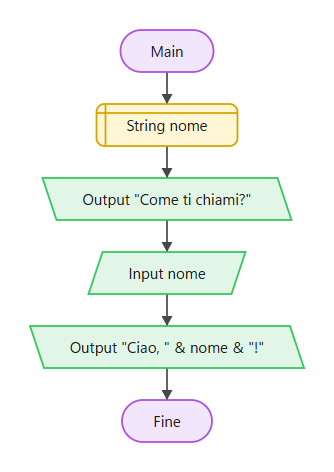 Main
String nome
Output "Come ti chiami?"
Input nome
Output "Ciao, " & nome & "!"
Fine